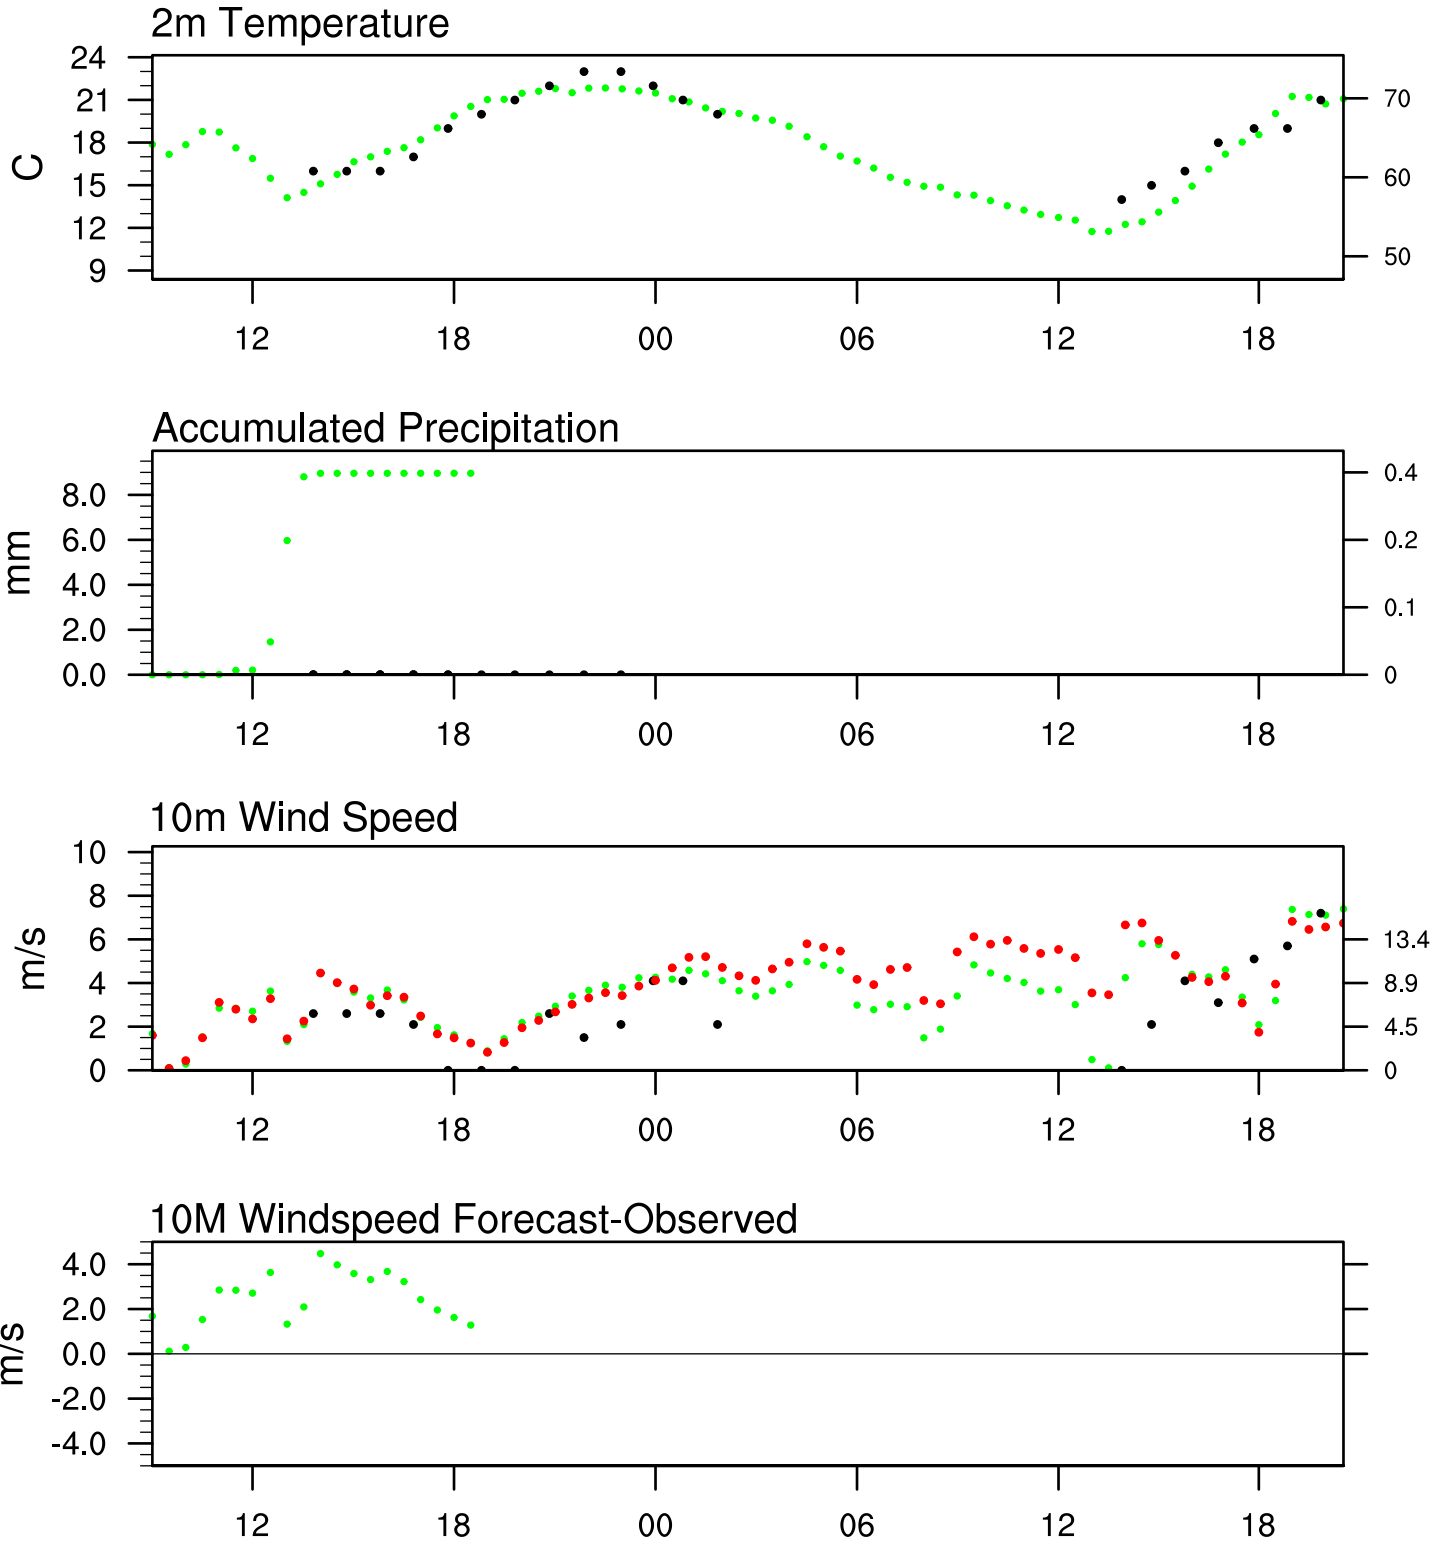 2m Temperature
24
21
18
15
12
9
C
70
60
50
12 18 00 06 12 18
Accumulated Precipitation
8.0
6.0
4.0
2.0
0.0
mm
0.4
0.2
0.1
0
12 18 00 06 12 18
10m Wind Speed
10
8
6
4
2
0
m/s
13.4
8.9
4.5
0
12 18 00 06 12 18
10M Windspeed Forecast-Observed
4.0
2.0
0.0
-2.0
-4.0
m/s
12 18 00 06 12 18